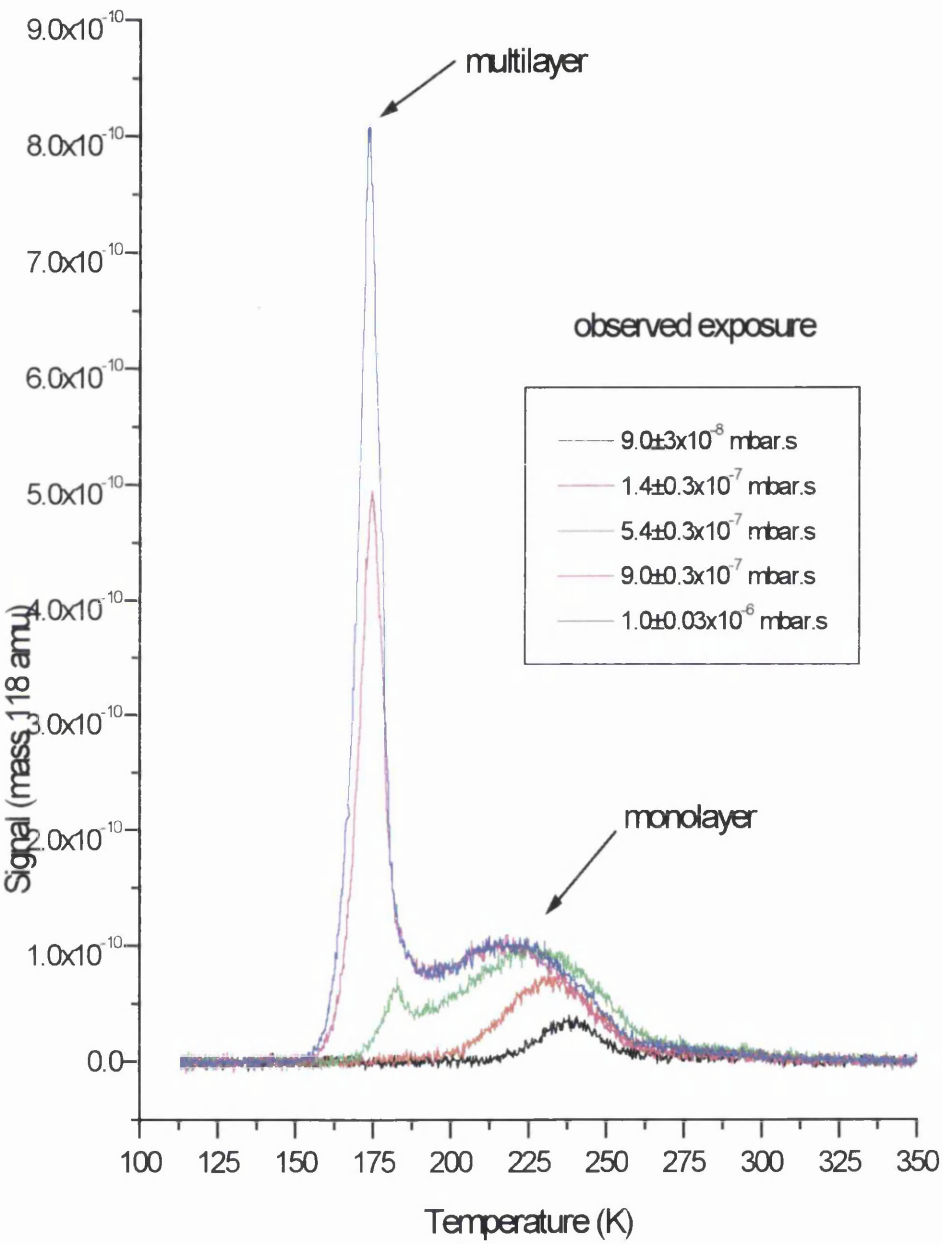 9.0x10⁻¹⁰
multilayer
8.0x10⁻¹⁰
7.0x10⁻¹⁰
observed exposure
6.0x10⁻¹⁰
9.0±3x10⁻⁸ mbar.s
1.4±0.3x10⁻⁷ mbar.s
5.0x10⁻¹⁰
5.4±0.3x10⁻⁷ mbar.s
9.0±0.3x10⁻⁷ mbar.s
1.0±0.03x10⁻⁶ mbar.s
4.0x10⁻¹⁰
Signal (mass 118 amu)
3.0x10⁻¹⁰
monolayer
2.0x10⁻¹⁰
1.0x10⁻¹⁰
0.0
100 125 150 175 200 225 250 275 300 325 350
Temperature (K)